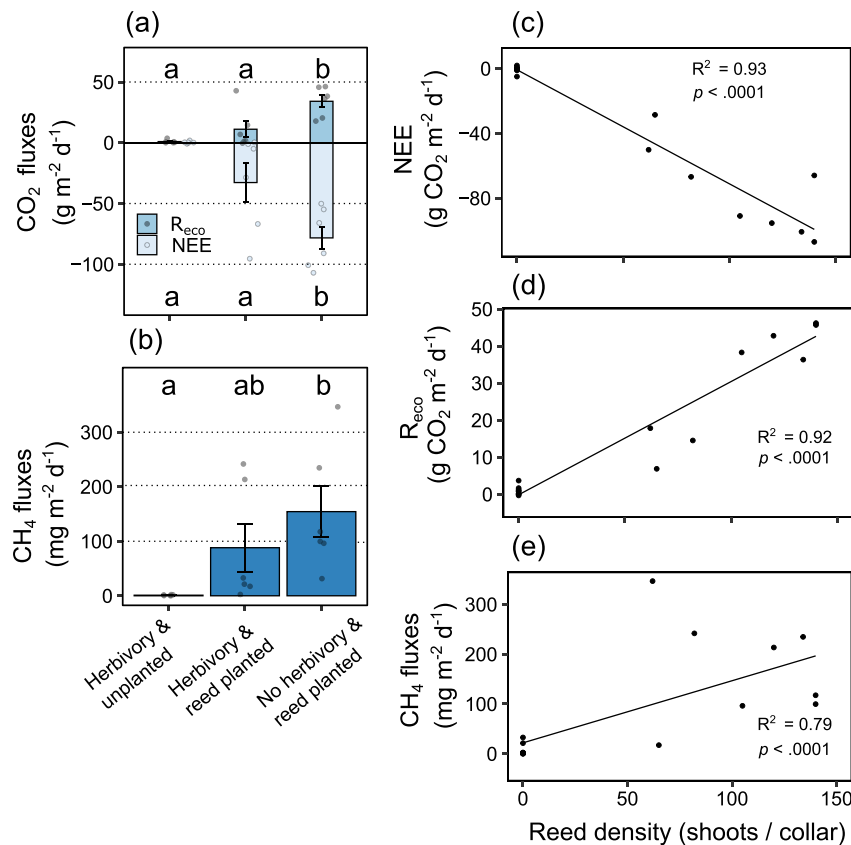 (a)
a a b
50
0
−50
−100
CO₂ fluxes
(g m⁻² d⁻¹)
R_eco
NEE
a a b
(b)
a ab b
300
200
100
0
CH₄ fluxes
(mg m⁻² d⁻¹)
Herbivory &
unplanted
Herbivory &
reed planted
No herbivory &
reed planted
(c)
0
−40
−80
NEE
(g CO₂ m⁻² d⁻¹)
R² = 0.93
p < .0001
(d)
50
40
30
20
10
0
R_eco
(g CO₂ m⁻² d⁻¹)
R² = 0.92
p < .0001
(e)
300
200
100
0
CH₄ fluxes
(mg m⁻² d⁻¹)
R² = 0.79
p < .0001
0 50 100 150
Reed density (shoots / collar)